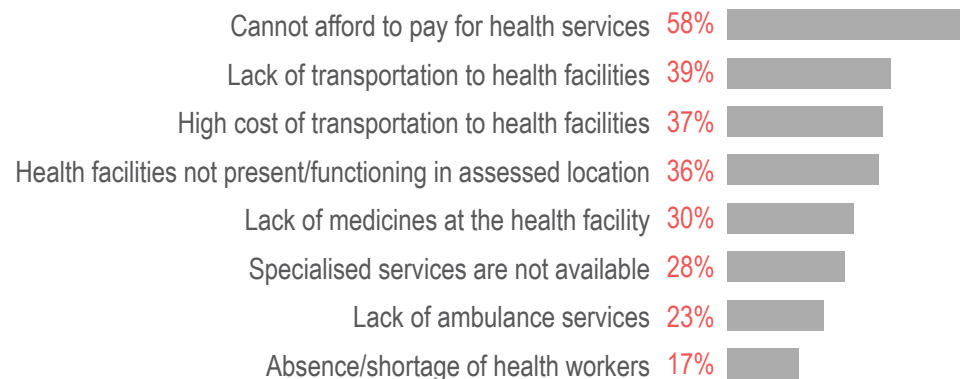 Cannot afford to pay for health services 58%
Lack of transportation to health facilities 39%
High cost of transportation to health facilities 37%
Health facilities not present/functioning in assessed location 36%
Lack of medicines at the health facility 30%
Specialised services are not available 28%
Lack of ambulance services 23%
Absence/shortage of health workers 17%